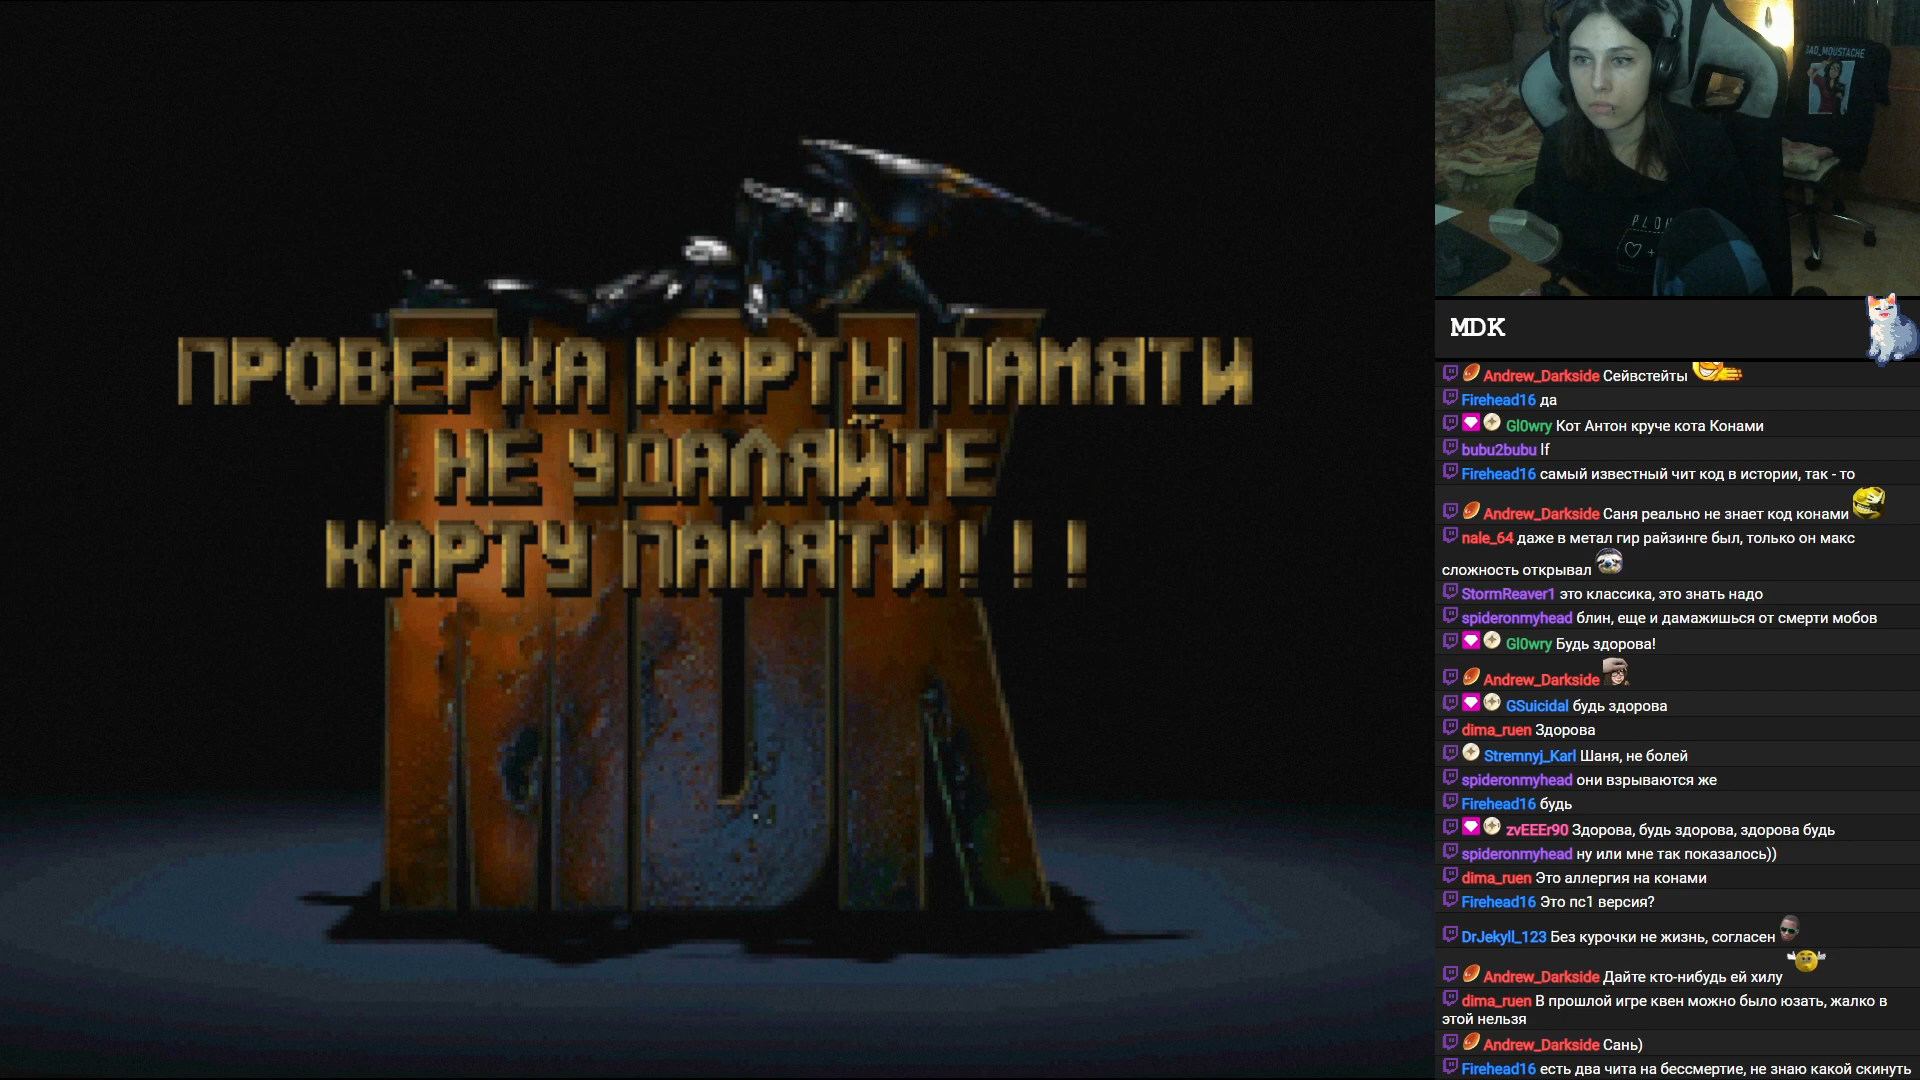 ПРОВЕРКА КАРТЫ ПАМЯТИ
НЕ УДАЛЯЙТЕ
КАРТУ ПАМЯТИ!!!
MDK
BAD_MOUSTACHE
MDK
Andrew_Darkside Сейвстейты
Firehead16 да
Gl0wry Кот Антон круче кота Конами
bubu2bubu lf
Firehead16 самый известный чит код в истории, так - то
Andrew_Darkside Саня реально не знает код конами
nale_64 даже в метал гир райзинге был, только он макс
сложность открывал
StormReaver1 это классика, это знать надо
spideronmyhead блин, еще и дамажишься от смерти мобов
Gl0wry Будь здорова!
Andrew_Darkside
GSuicidal будь здорова
dima_ruen Здорова
Stremnyj_Karl Шаня, не болей
spideronmyhead они взрываются же
Firehead16 будь
zvEEEr90 Здорова, будь здорова, здорова будь
spideronmyhead ну или мне так показалось))
dima_ruen Это аллергия на конами
Firehead16 Это пс1 версия?
DrJekyll_123 Без курочки не жизнь, согласен
Andrew_Darkside Дайте кто-нибудь ей хилу
dima_ruen В прошлой игре квен можно было юзать, жалко в
этой нельзя
Andrew_Darkside Сань)
Firehead16 есть два чита на бессмертие, не знаю какой скинуть